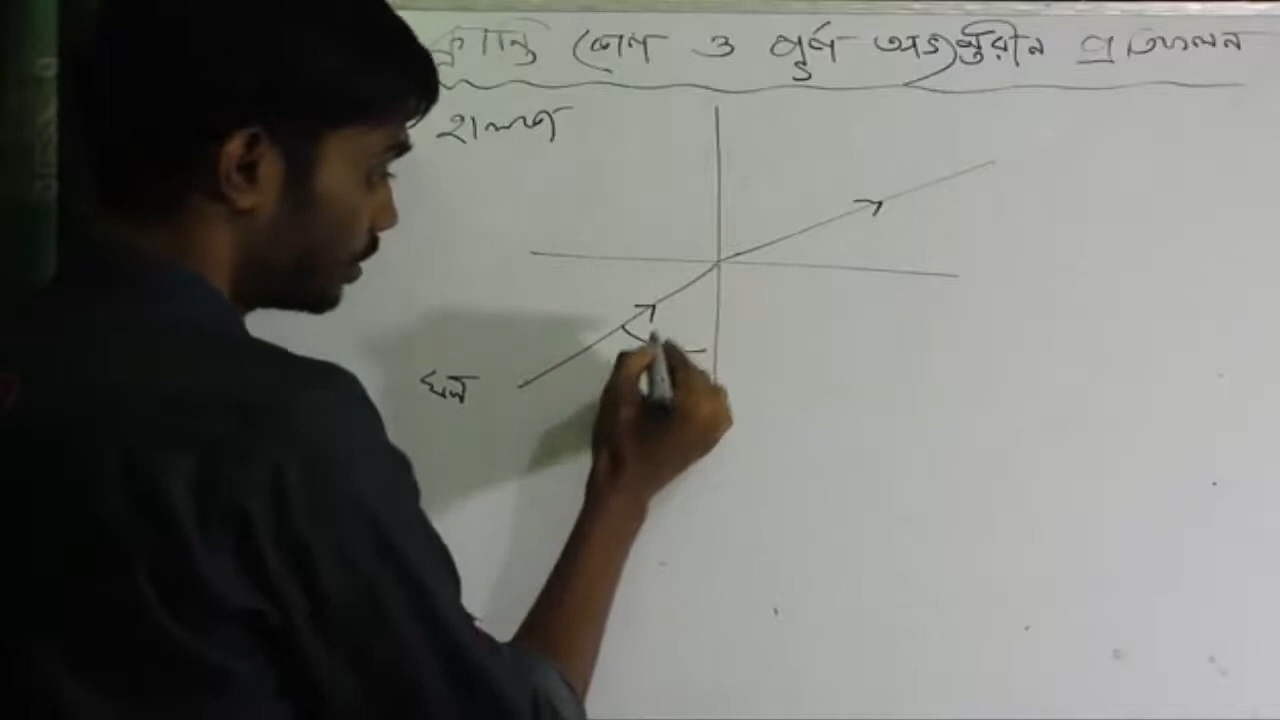 ক্রান্তি কোণ ও পূর্ণ অভ্যন্তরীন প্রতিফলন
হালকা
ঘন